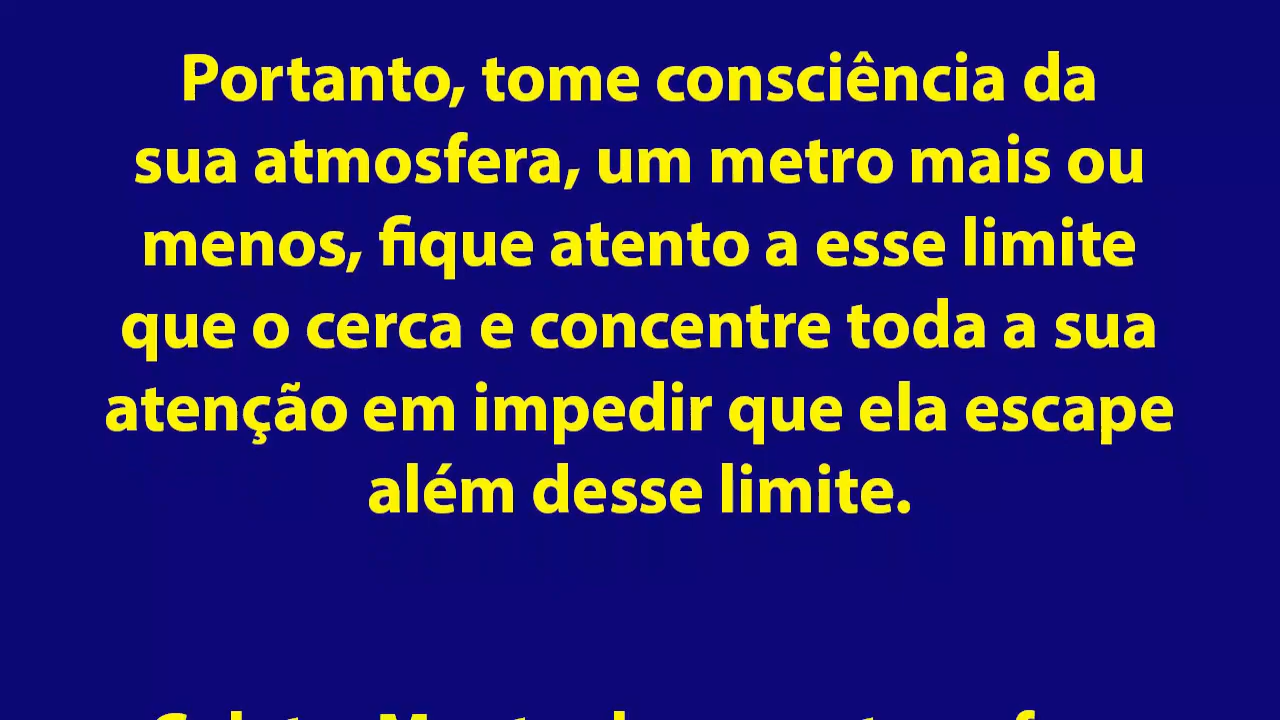 Portanto, tome consciência da
sua atmosfera, um metro mais ou
menos, fique atento a esse limite
que o cerca e concentre toda a sua
atenção em impedir que ela escape
além desse limite.